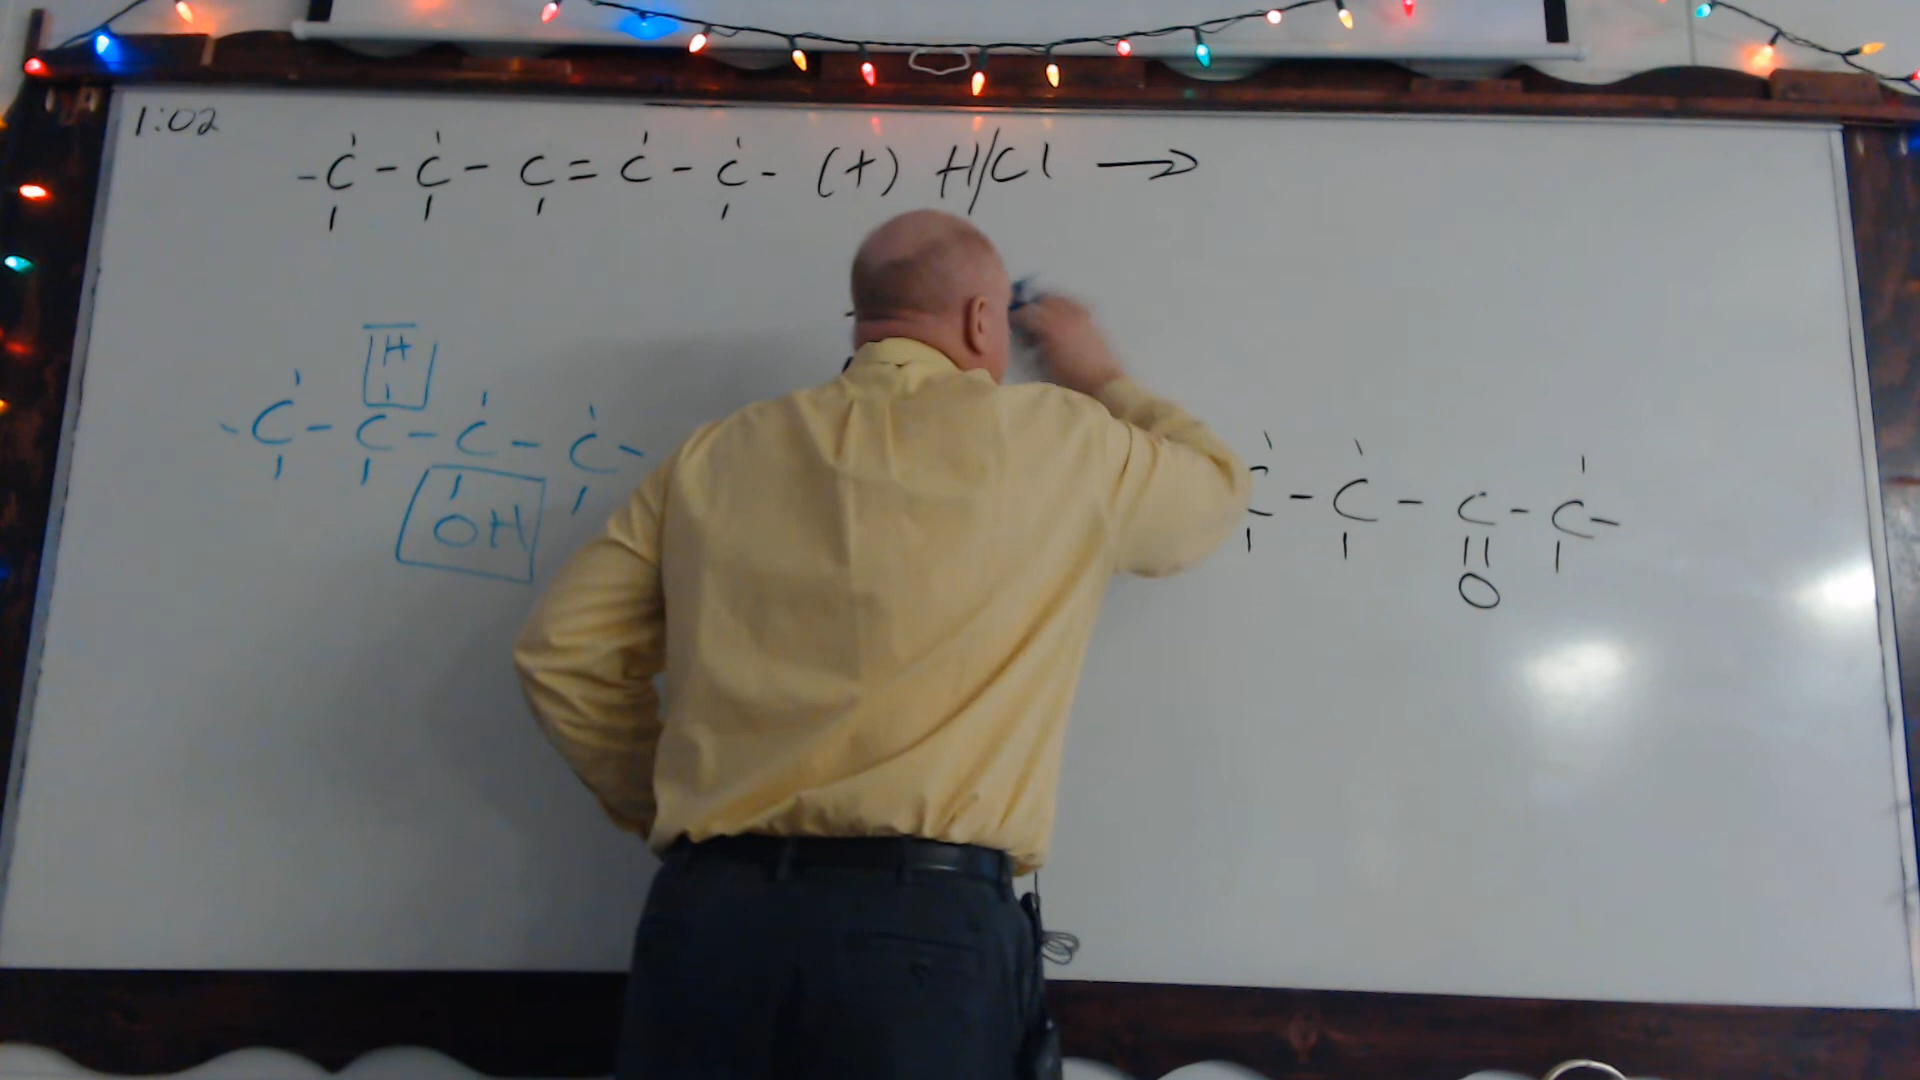 1:02
-C-C-C=C-C- (+) H/Cl →
H
-C-C-C-C-
OH
C-C-C-C-
O